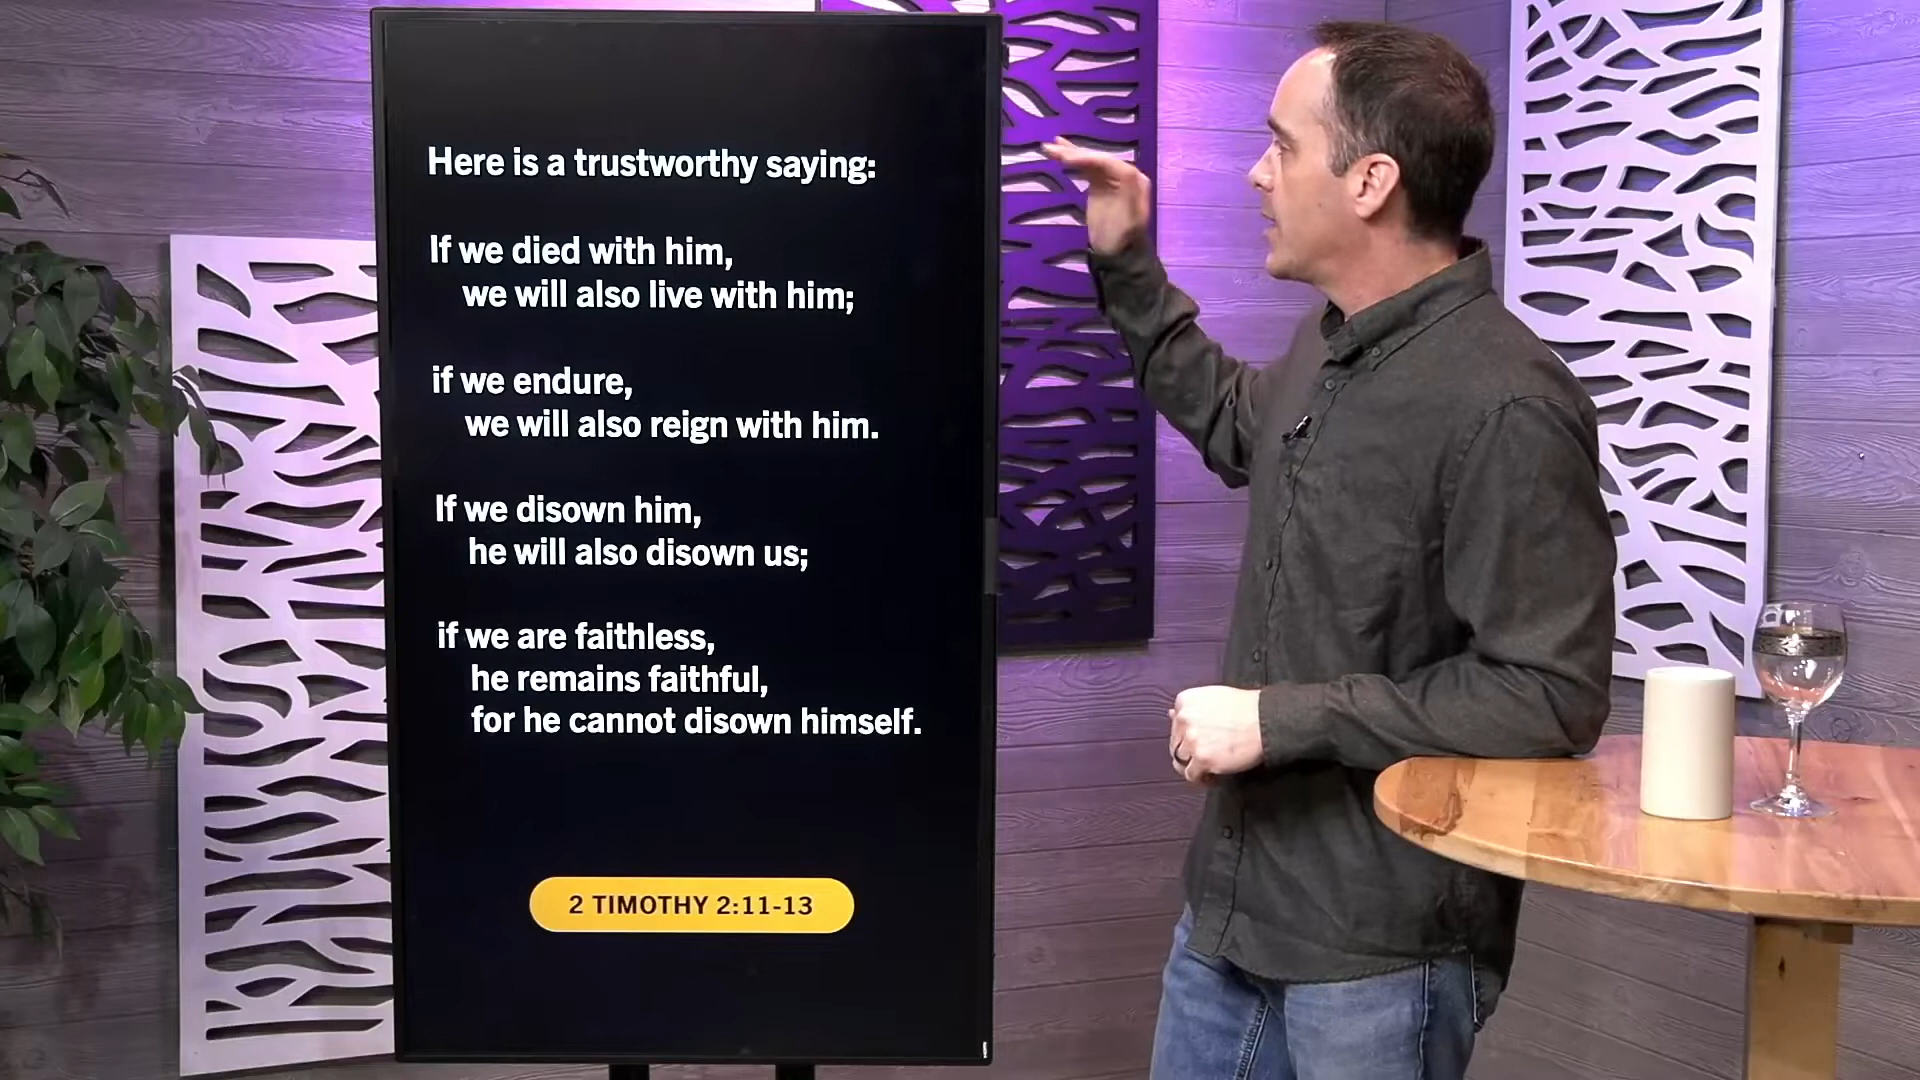 Here is a trustworthy saying:
If we died with him,
we will also live with him;
if we endure,
we will also reign with him.
If we disown him,
he will also disown us;
if we are faithless,
he remains faithful,
for he cannot disown himself.
2 TIMOTHY 2:11-13